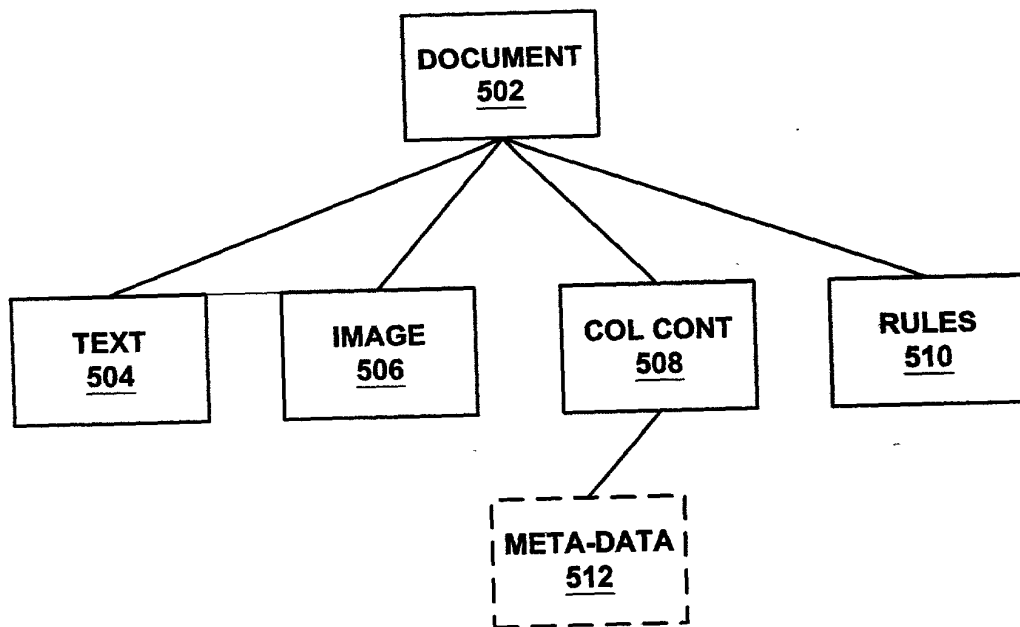 DOCUMENT
502
TEXT
504
IMAGE
506
COL CONT
508
RULES
510
META-DATA
512